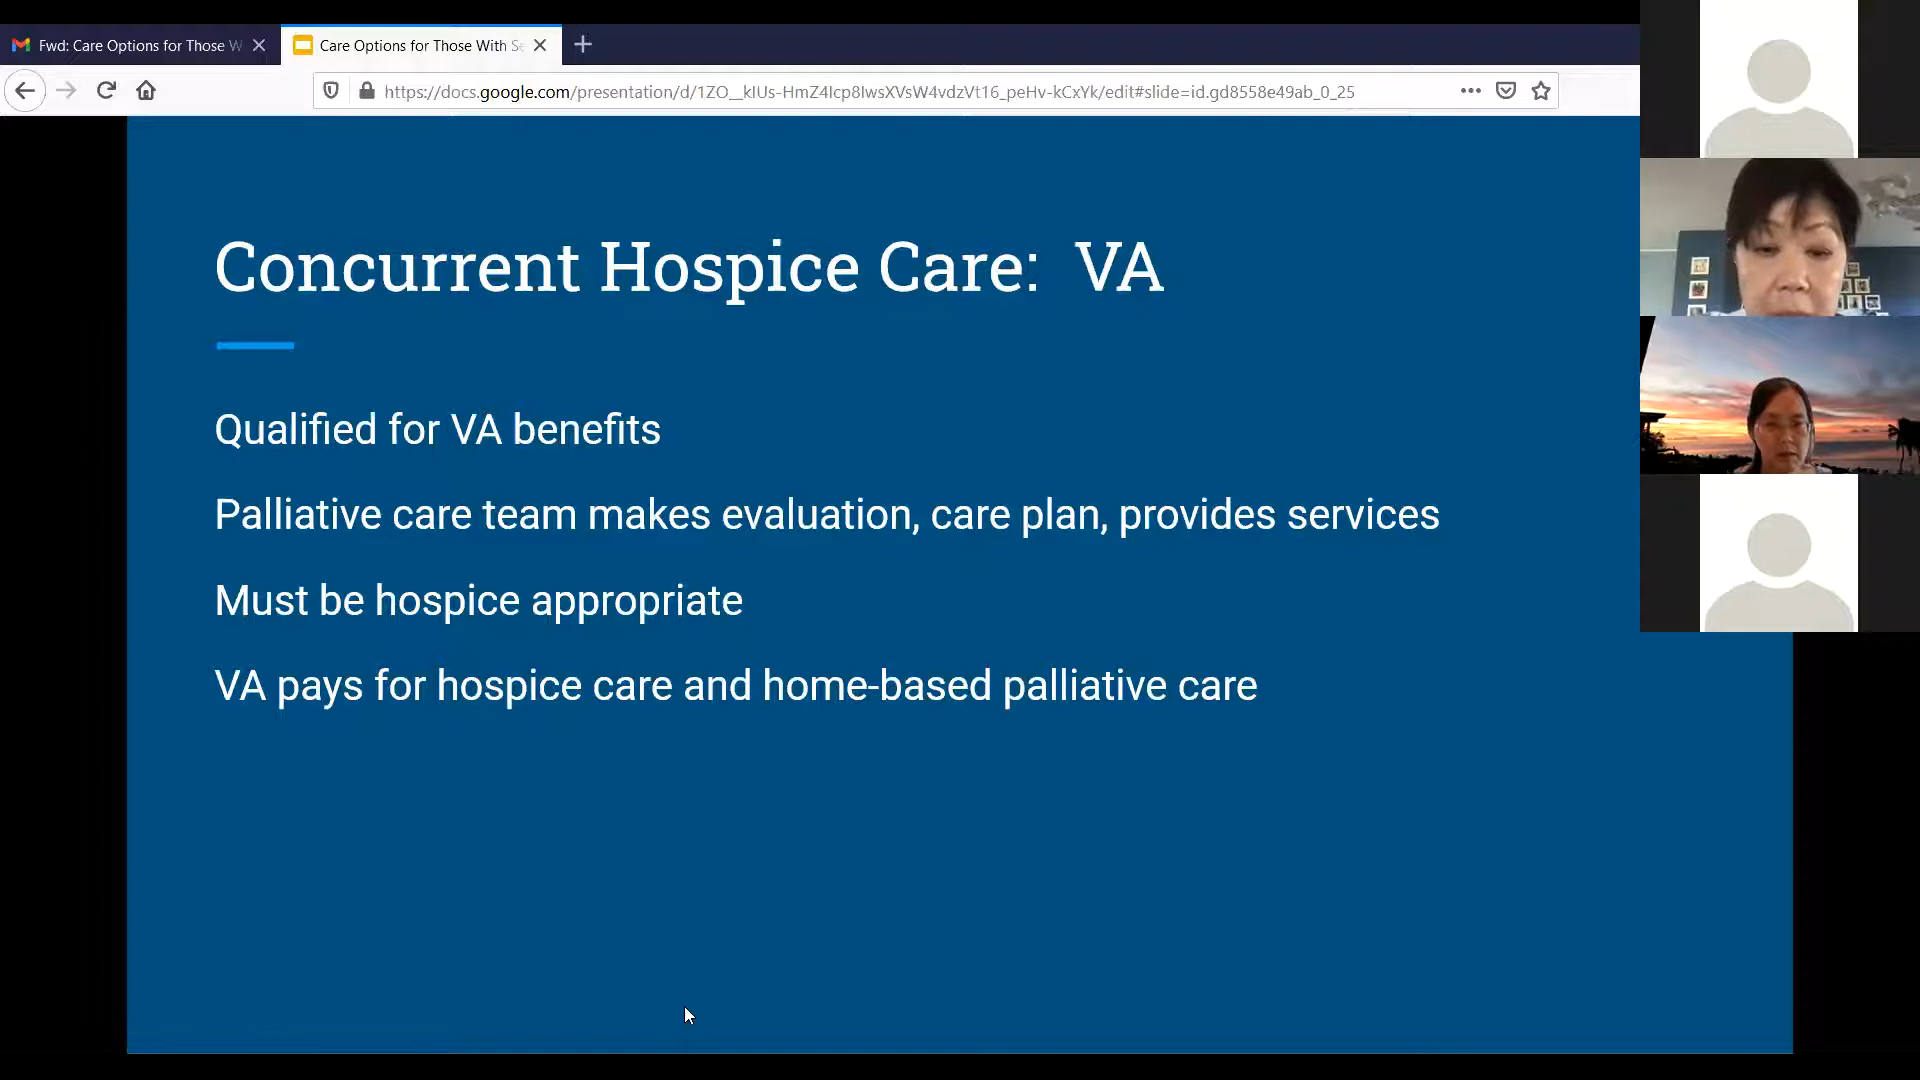 Fwd: Care Options for Those W
Care Options for Those With Se
https://docs.google.com/presentation/d/1ZO__kIUs-HmZ4Icp8IwsXVsW4vdzVt16_peHv-kCxYk/edit#slide=id.gd8558e49ab_0_25
Concurrent Hospice Care: VA
Qualified for VA benefits
Palliative care team makes evaluation, care plan, provides services
Must be hospice appropriate
VA pays for hospice care and home-based palliative care